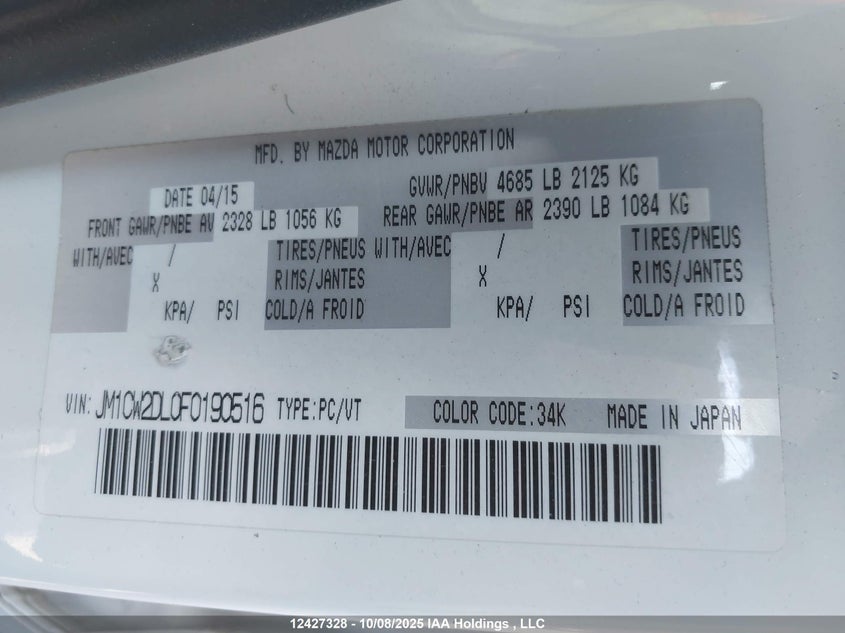 MFD. BY MAZDA MOTOR CORPORATION
DATE 04/15 GVWR/PNBV 4685 LB 2125 KG
FRONT GAWR/PNBE AV 2328 LB 1056 KG REAR GAWR/PNBE AR 2390 LB 1084 KG
WITH/AVEC / TIRES/PNEUS WITH/AVEC / TIRES/PNEUS
X RIMS/JANTES X RIMS/JANTES
KPA/ PSI COLD/A FROID KPA/ PSI COLD/A FROID
VIN: JM1CW2DL0F0190516 TYPE:PC/VT COLOR CODE:34K MADE IN JAPAN
12427328 - 10/08/2025 IAA Holdings , LLC